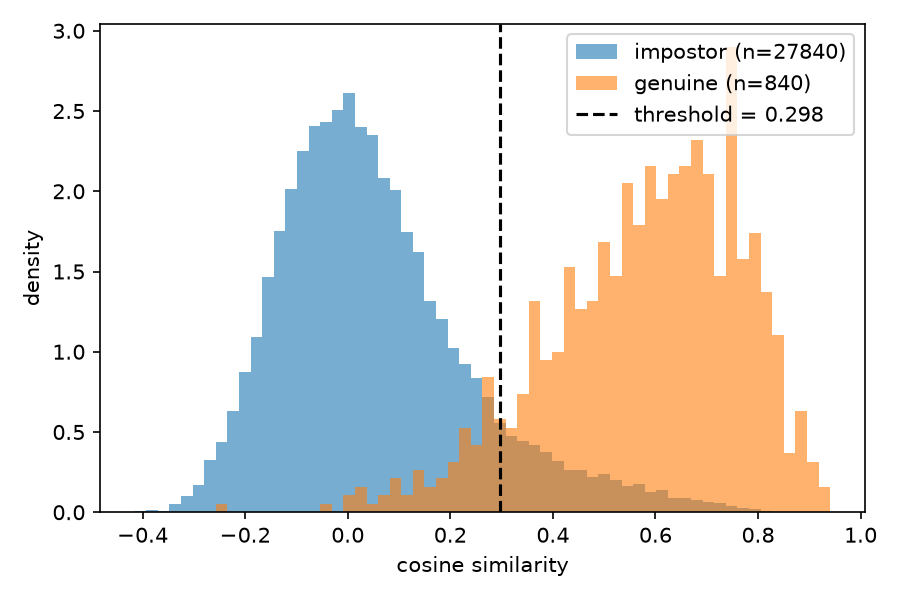 impostor (n=27840)
genuine (n=840)
threshold = 0.298
density
3.0
2.5
2.0
1.5
1.0
0.5
0.0
−0.4 −0.2 0.0 0.2 0.4 0.6 0.8 1.0
cosine similarity